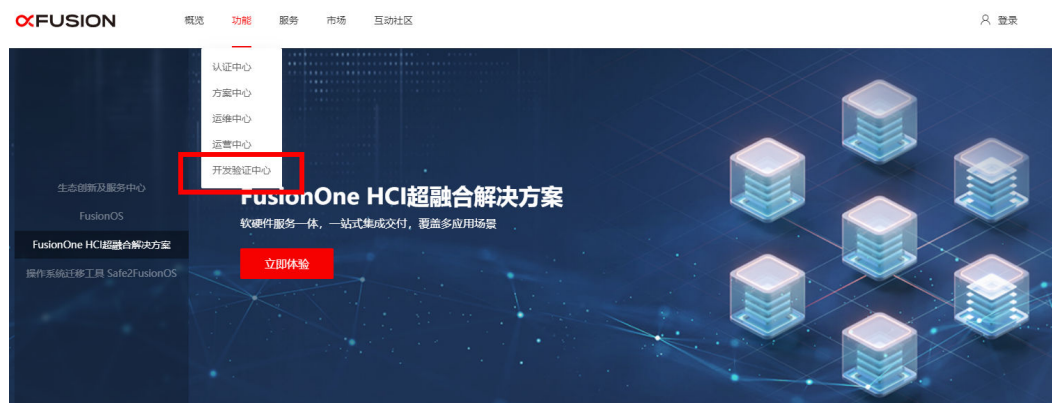 XFUSION 概览 功能 服务 市场 互动社区 登录
认证中心
方案中心
运维中心
运营中心
开发验证中心
生态创新及服务中心
FusionOS
FusionOne HCI超融合解决方案
操作系统迁移工具 Safe2FusionOS
FusionOne HCI超融合解决方案
软硬件服务一体，一站式集成交付，覆盖多应用场景
立即体验